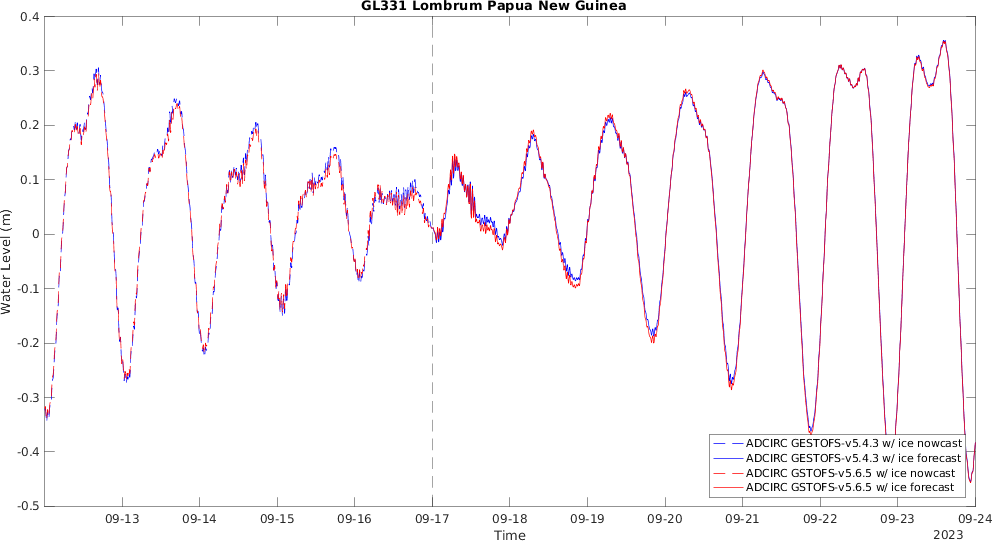 GL331 Lombrum Papua New Guinea
0.4
0.3
0.2
0.1
0
-0.1
-0.2
-0.3
-0.4
-0.5
Water Level (m)
ADCIRC GESTOFS-v5.4.3 w/ ice nowcast
ADCIRC GESTOFS-v5.4.3 w/ ice forecast
ADCIRC GSTOFS-v5.6.5 w/ ice nowcast
ADCIRC GSTOFS-v5.6.5 w/ ice forecast
09-13 09-14 09-15 09-16 09-17 09-18 09-19 09-20 09-21 09-22 09-23 09-24
Time
2023